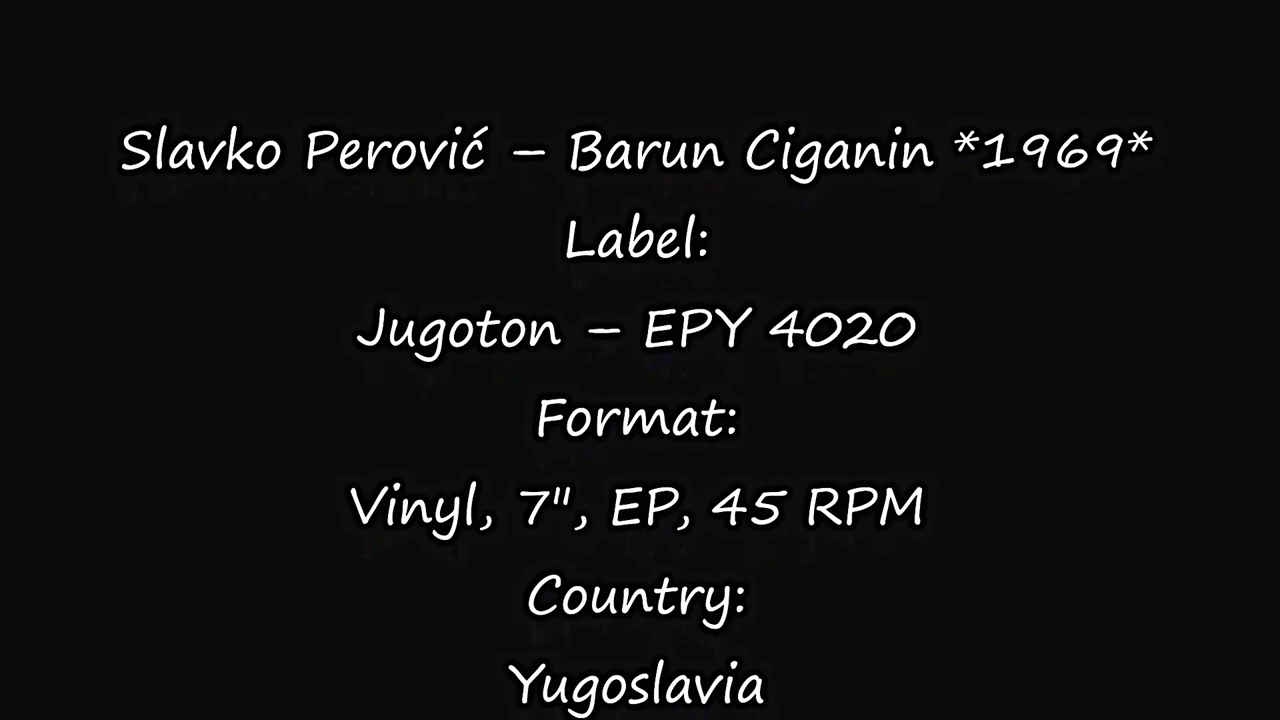 Slavko Perović – Barun Ciganin *1969*
Label:
Jugoton – EPY 4020
Format:
Vinyl, 7", EP, 45 RPM
Country:
Yugoslavia